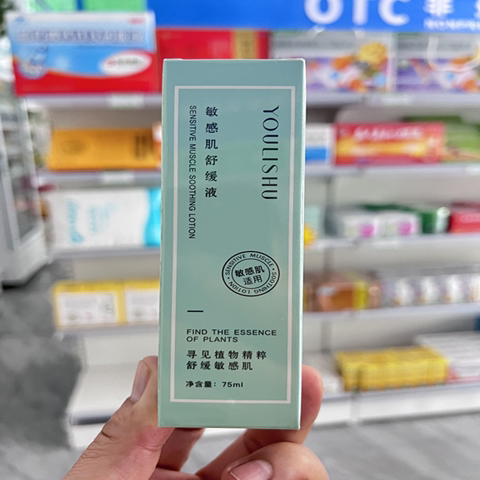 OTC
非
YOULISHU
敏感肌舒缓液
SENSITIVE MUSCLE SOOTHING LOTION
SENSITIVE MUSCLE
敏感肌
适用
SOOTHING LOTION
FIND THE ESSENCE
OF PLANTS
寻见植物精粹
舒缓敏感肌
净含量：75ml